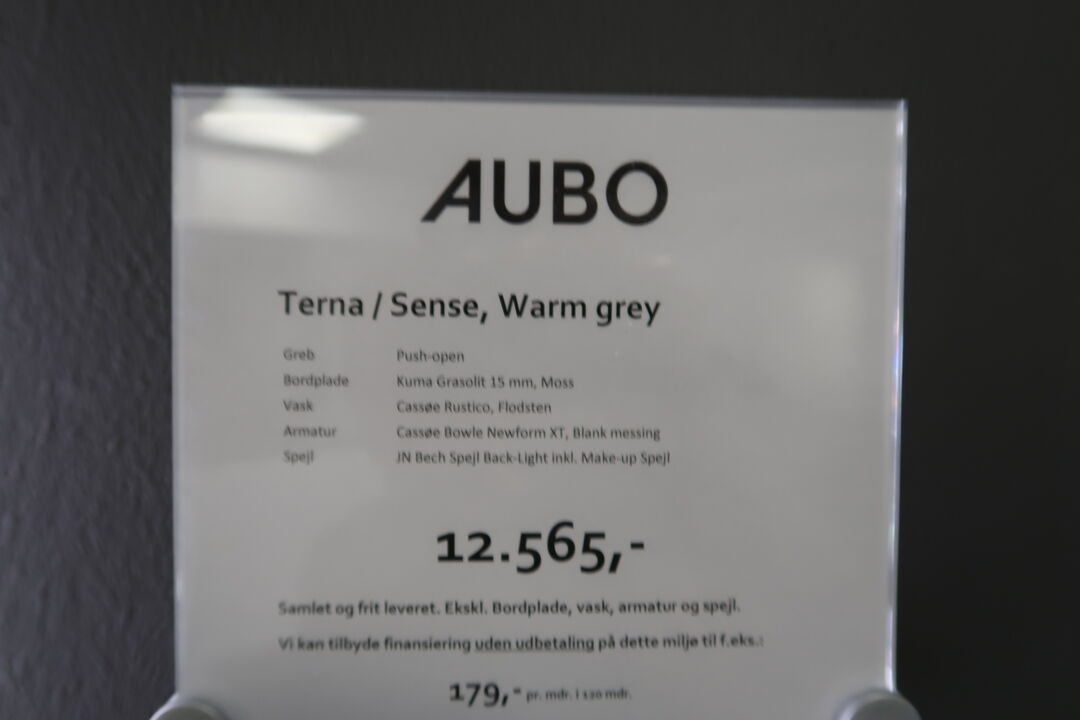 AUBO
Terna / Sense, Warm grey
Greb Push-open
Bordplade Kuma Grasolit 15 mm, Moss
Vask Cassøe Rustico, Flodsten
Armatur Cassøe Bowle Newform XT, Blank messing
Spejl JN Bech Spejl Back-Light inkl. Make-up Spejl
12.565,-
Samlet og frit leveret. Ekskl. Bordplade, vask, armatur og spejl.
Vi kan tilbyde finansiering uden udbetaling på dette miljø til f.eks.:
179,- pr. mdr. i 120 mdr.